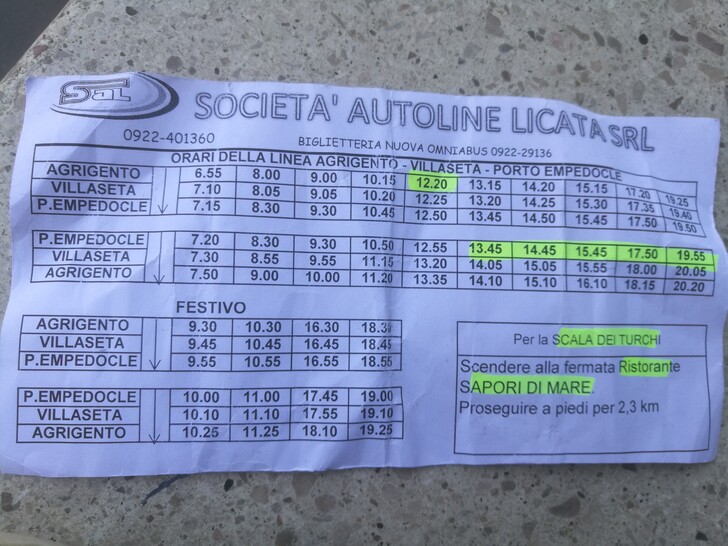 Sal
SOCIETA' AUTOLINE LICATA SRL
0922-401360
BIGLIETTERIA NUOVA OMNIABUS 0922-29136
ORARI DELLA LINEA AGRIGENTO - VILLASETA - PORTO EMPEDOCLE
AGRIGENTO 6.55 8.00 9.00 10.15 12.20 13.15 14.20 15.15 17.20 19.25
VILLASETA 7.10 8.05 9.05 10.20 12.25 13.20 14.25 15.30 17.35 19.40
P.EMPEDOCLE 7.15 8.30 9.30 10.45 12.50 13.45 14.50 15.45 17.50 19.50
P.EMPEDOCLE 7.20 8.30 9.30 10.50 12.55 13.45 14.45 15.45 17.50 19.55
VILLASETA 7.30 8.55 9.55 11.15 13.20 14.05 15.05 15.55 18.00 20.05
AGRIGENTO 7.50 9.00 10.00 11.20 13.35 14.10 15.10 16.10 18.15 20.20
FESTIVO
AGRIGENTO 9.30 10.30 16.30 18.30
VILLASETA 9.45 10.45 16.45 18.45
P.EMPEDOCLE 9.55 10.55 16.55 18.55
P.EMPEDOCLE 10.00 11.00 17.45 19.00
VILLASETA 10.10 11.10 17.55 19.10
AGRIGENTO 10.25 11.25 18.10 19.25
Per la SCALA DEI TURCHI
Scendere alla fermata Ristorante
SAPORI DI MARE.
Proseguire a piedi per 2,3 km